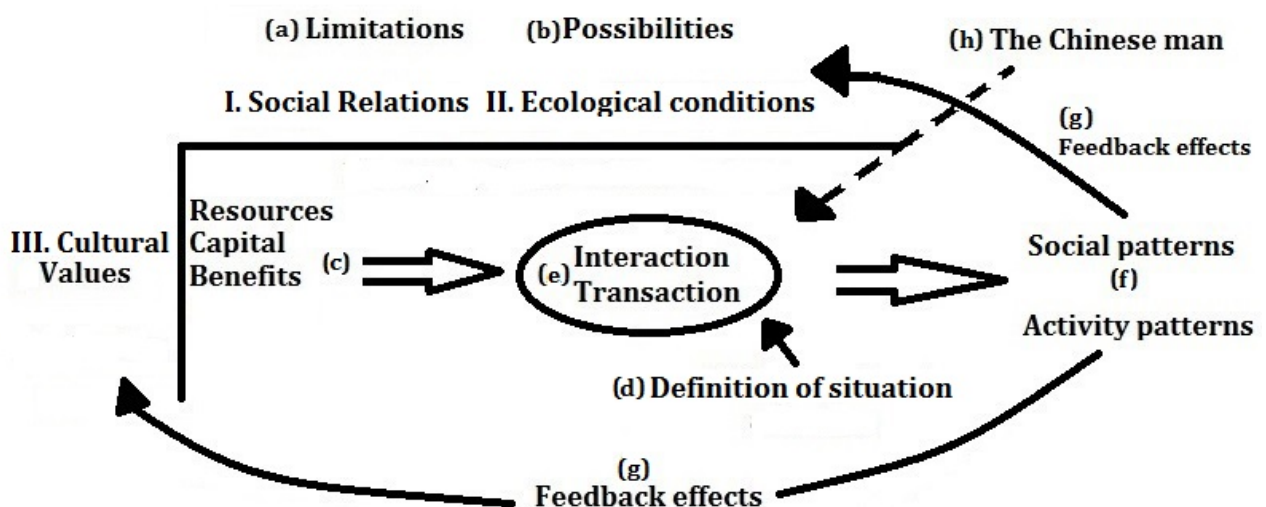 (a) Limitations
(b) Possibilities
(h) The Chinese man
I. Social Relations
II. Ecological conditions
(g)
Feedback effects
III. Cultural
Values
Resources
Capital
Benefits
(c)
(e) Interaction
Transaction
Social patterns
(f)
Activity patterns
(d) Definition of situation
(g)
Feedback effects